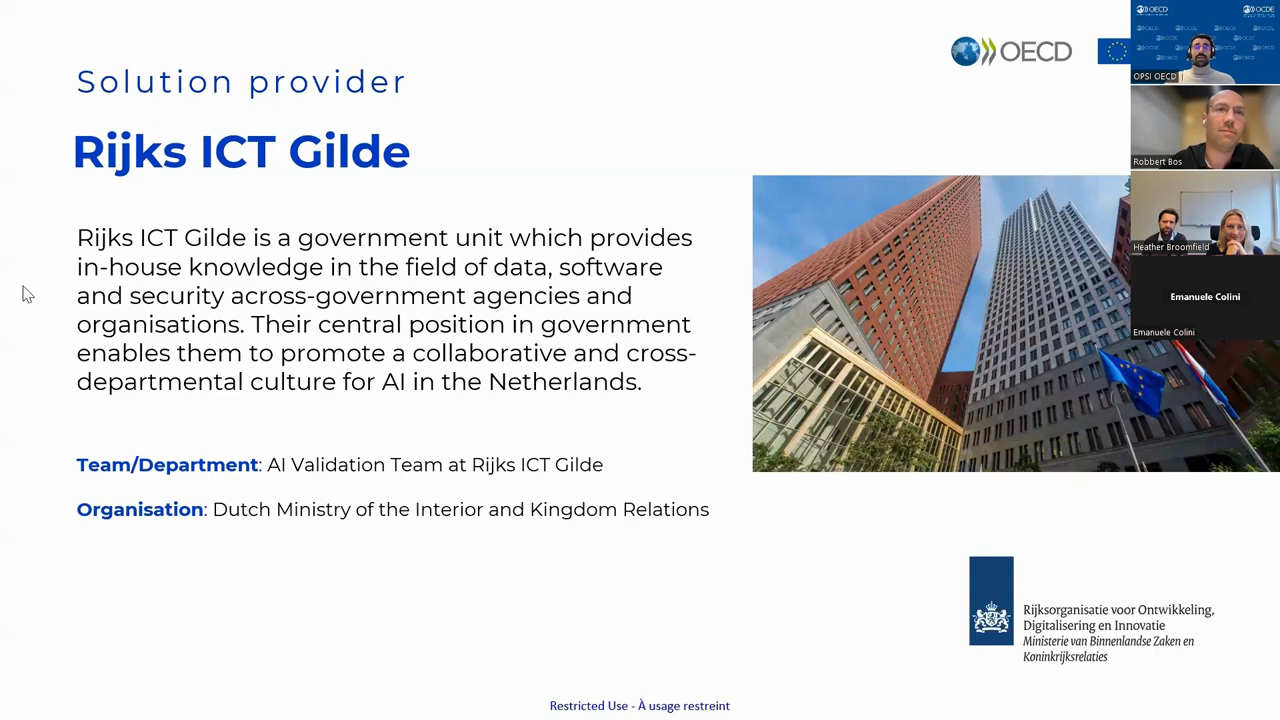 Solution provider
Rijks ICT Gilde
Rijks ICT Gilde is a government unit which provides
in-house knowledge in the field of data, software
and security across-government agencies and
organisations. Their central position in government
enables them to promote a collaborative and cross-
departmental culture for AI in the Netherlands.
Team/Department: AI Validation Team at Rijks ICT Gilde
Organisation: Dutch Ministry of the Interior and Kingdom Relations
OECD
OECD
OCDE
OPSI OECD
Robbert Bos
Heather Broomfield
Emanuele Colini
Emanuele Colini
Rijksorganisatie voor Ontwikkeling,
Digitalisering en Innovatie
Ministerie van Binnenlandse Zaken en
Koninkrijksrelaties
Restricted Use - À usage restreint